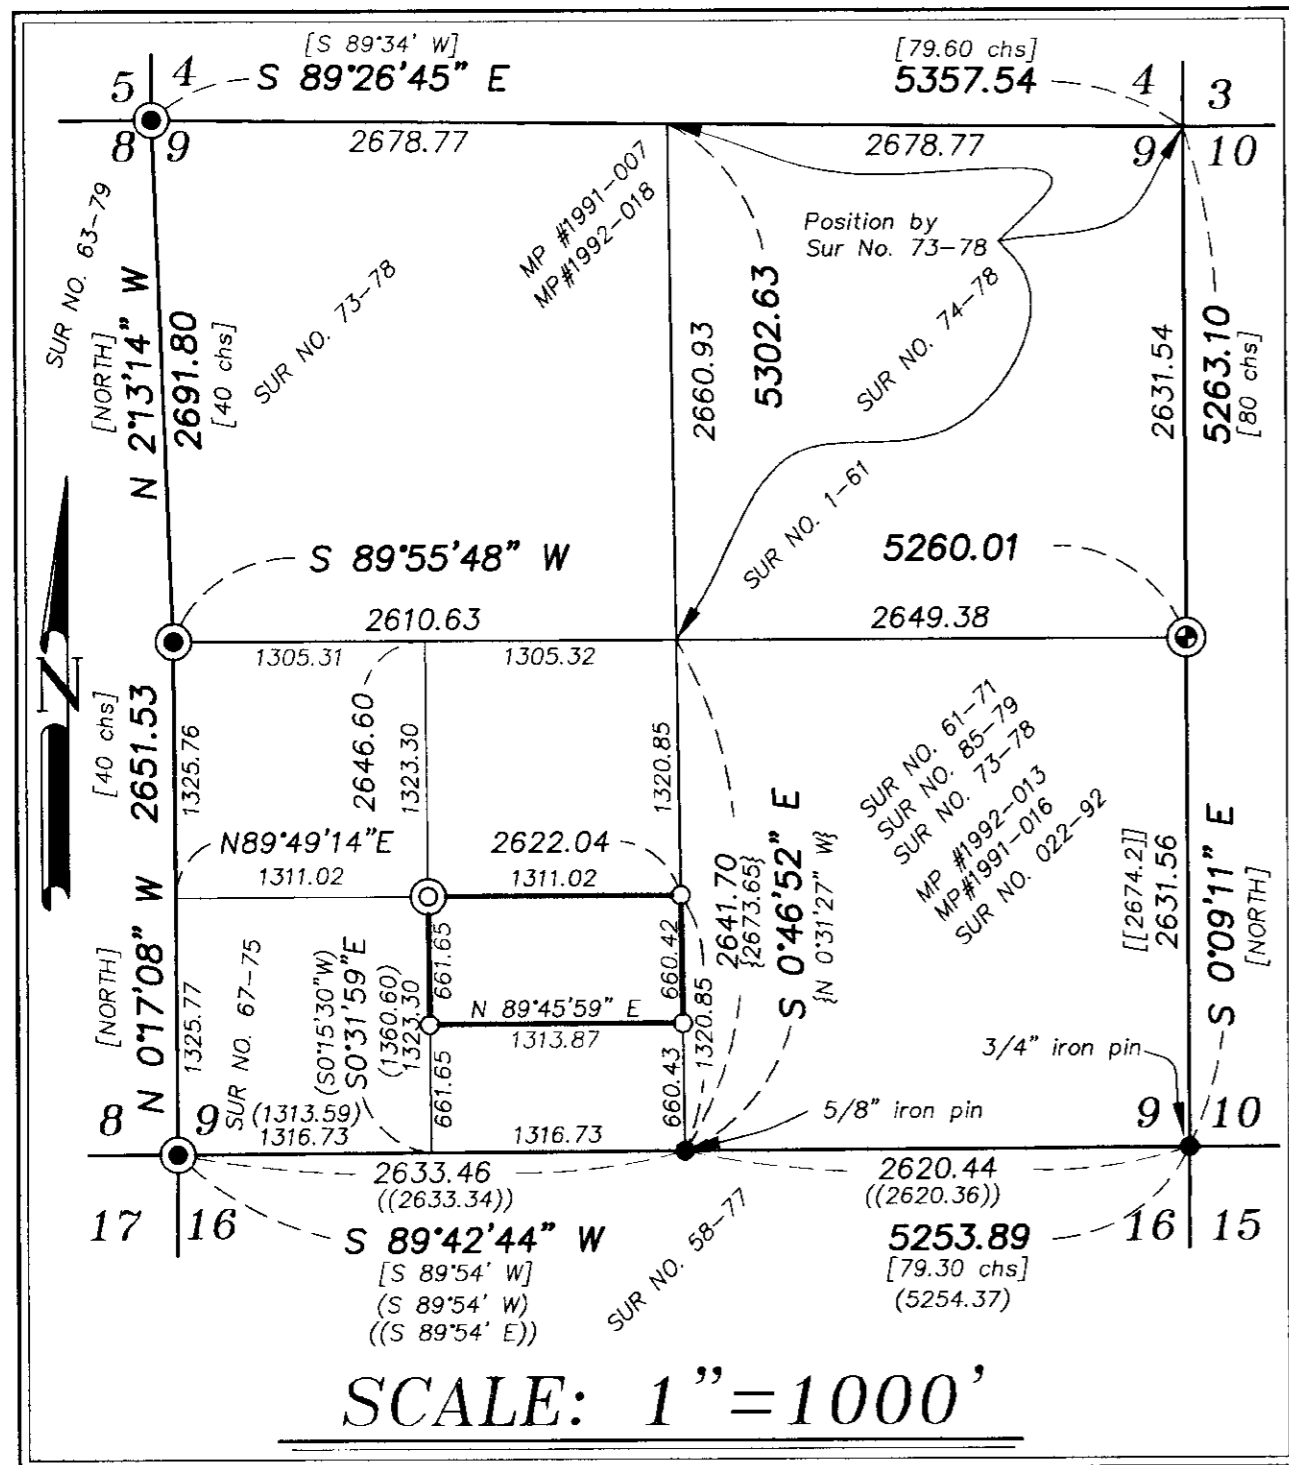 [S 89°34' W]
S 89°26'45" E
[79.60 chs]
5357.54
5 4
4 3
8 9
9 10
2678.77
2678.77
SUR NO. 63-79
MP #1991-007
MP#1992-018
Position by
Sur No. 73-78
SUR NO. 73-78
SUR NO. 74-78
[NORTH]
N 2°13'14" W
2691.80
[40 chs]
2660.93
5302.63
2631.54
5263.10
[80 chs]
SUR NO. 1-61
S 89°55'48" W
5260.01
2610.63
2649.38
1305.31
1305.32
N
[40 chs]
2651.53
1325.76
2646.60
1323.30
1320.85
SUR NO. 61-71
SUR NO. 85-79
SUR NO. 73-78
MP #1992-013
MP#1991-016
SUR NO. 022-92
N89°49'14"E
2622.04
1311.02
1311.02
2641.70
{2673.65}
S 0°46'52" E
{N 0°31'27" W}
[[2674.2]]
2631.56
S 0°09'11" E
[NORTH]
[NORTH]
N 0°17'08" W
1325.77
SUR NO. 67-75
(S0°15'30"W)
S0°31'59"E
(1360.60)
1323.30
661.65
660.42
N 89°45'59" E
1313.87
1320.85
661.65
660.43
3/4" iron pin
5/8" iron pin
8 9
9 10
(1313.59)
1316.73
1316.73
2633.46
((2633.34))
2620.44
((2620.36))
17 16
16 15
S 89°42'44" W
[S 89°54' W]
(S 89°54' W)
((S 89°54' E))
SUR NO. 58-77
5253.89
[79.30 chs]
(5254.37)
SCALE: 1"=1000'